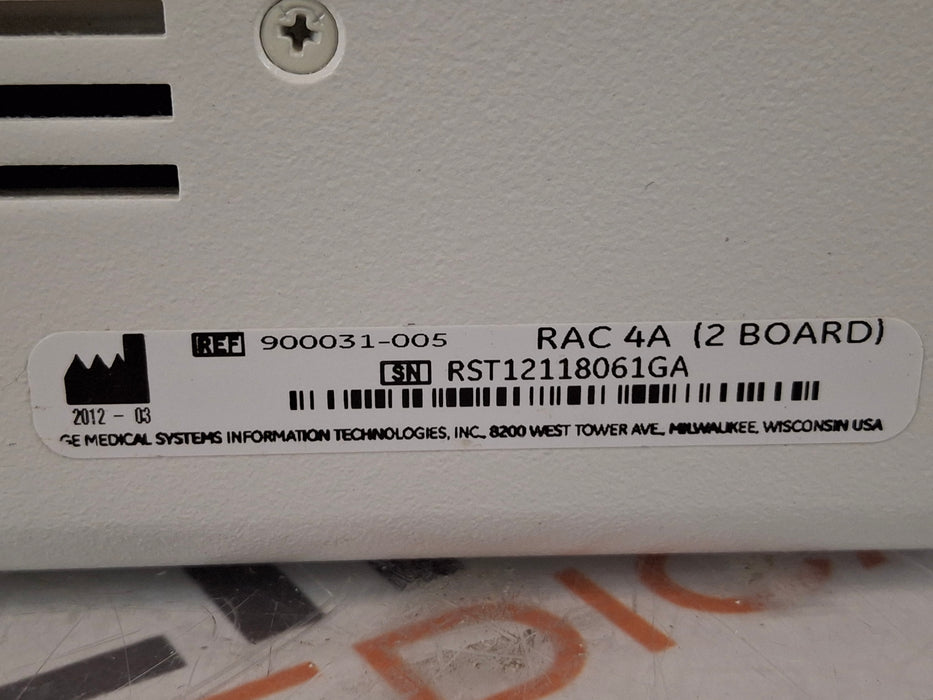 REF 900031-005 RAC 4A (2 BOARD)
SN RST12118061GA
2012 - 03
GE MEDICAL SYSTEMS INFORMATION TECHNOLOGIES, INC., 8200 WEST TOWER AVE., MILWAUKEE, WISCONSIN USA